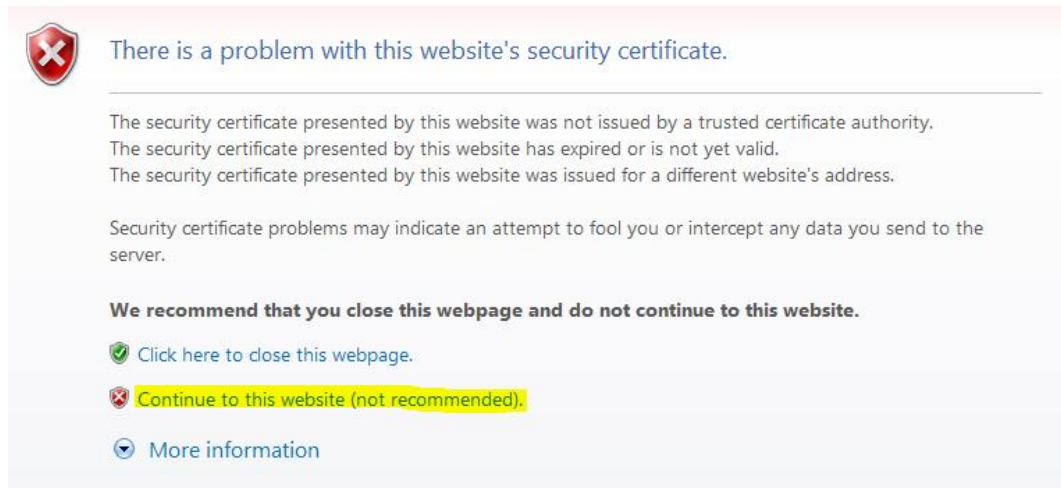 There is a problem with this website's security certificate.
The security certificate presented by this website was not issued by a trusted certificate authority.
The security certificate presented by this website has expired or is not yet valid.
The security certificate presented by this website was issued for a different website's address.
Security certificate problems may indicate an attempt to fool you or intercept any data you send to the
server.
We recommend that you close this webpage and do not continue to this website.
Click here to close this webpage.
Continue to this website (not recommended).
More information